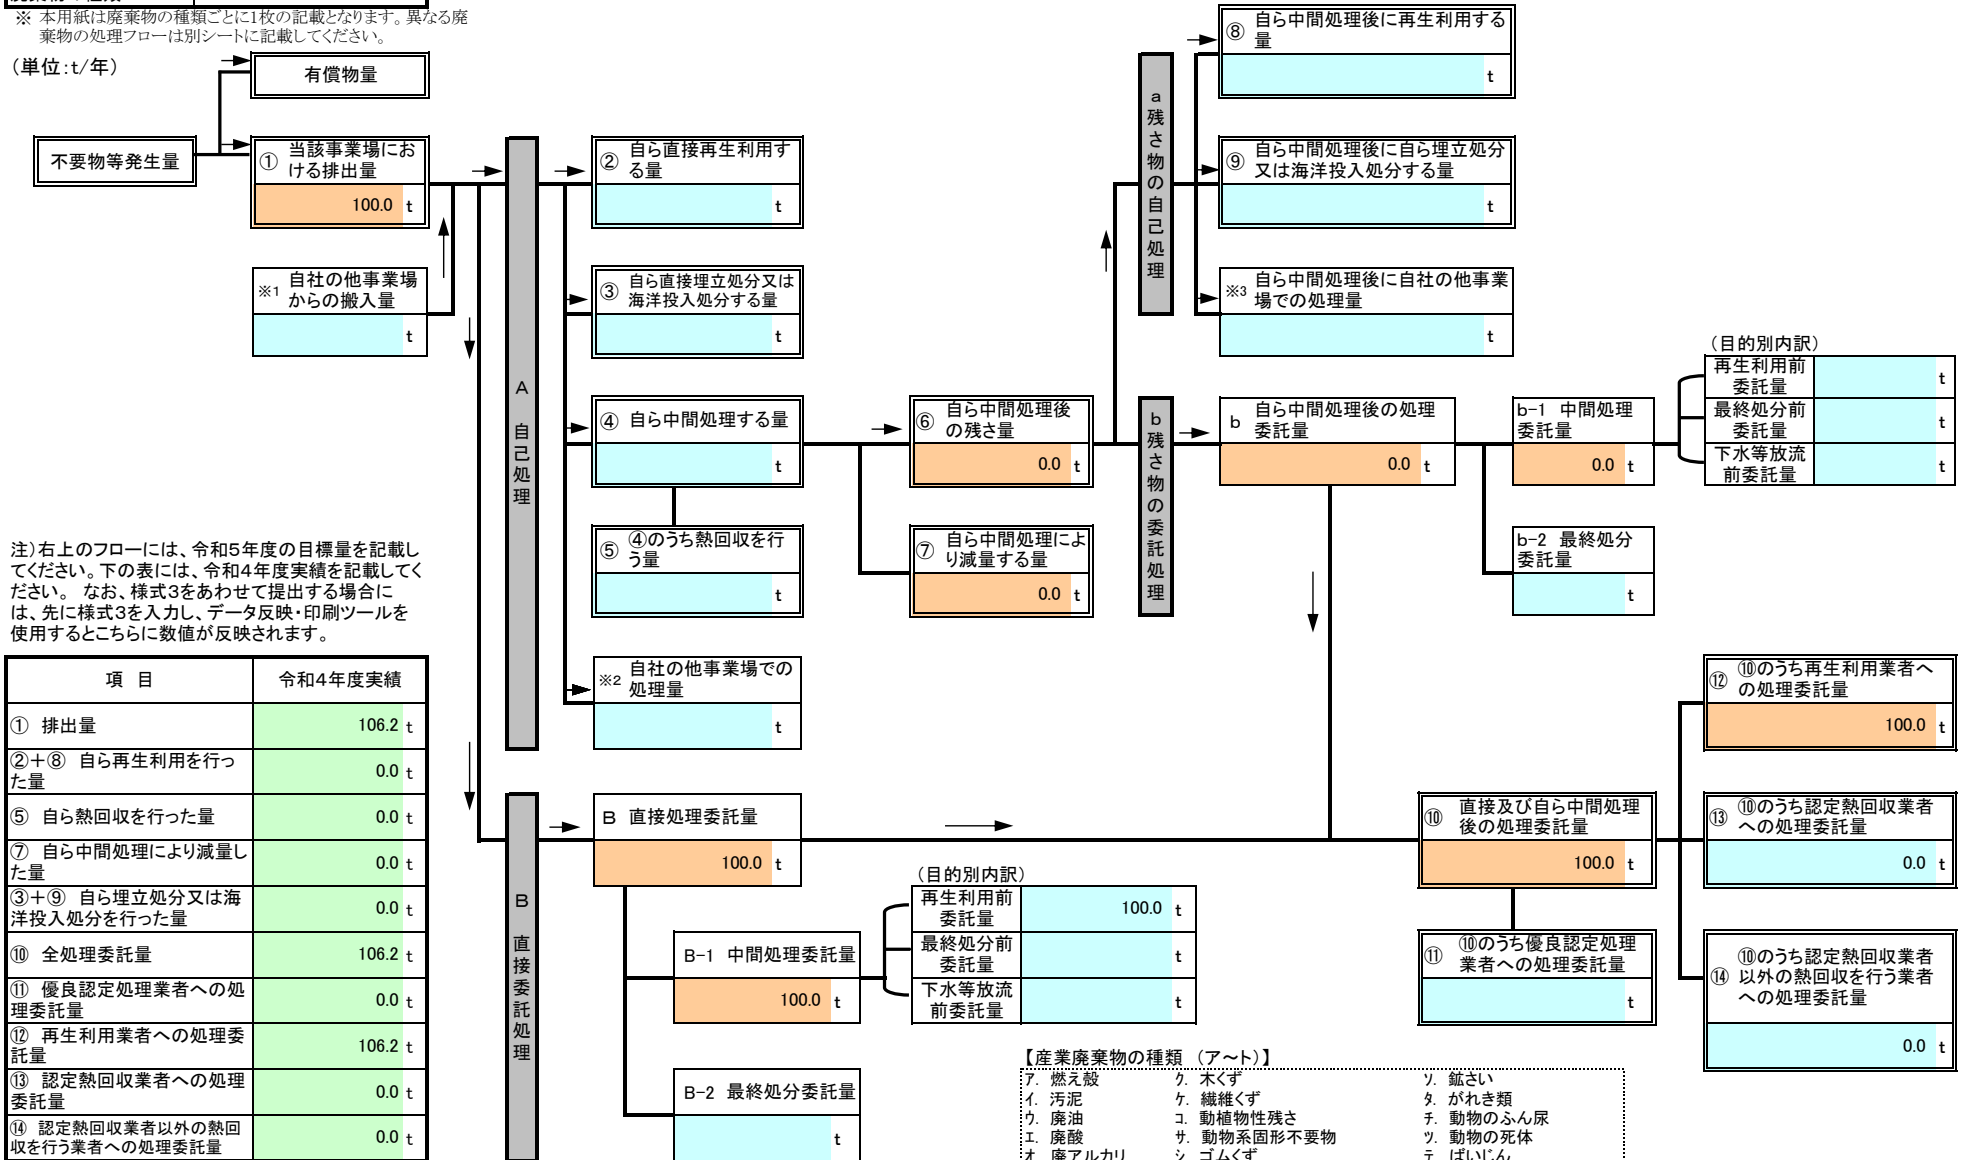 ※ 本用紙は廃棄物の種類ごとに1枚の記載となります。異なる廃
棄物の処理フローは別シートに記載してください。
(単位:t/年)
有償物量
不要物等発生量
① 当該事業場にお
ける排出量
100.0 t
※1 自社の他事業場
からの搬入量
t
A 自己処理
② 自ら直接再生利用す
る量
t
③ 自ら直接埋立処分又は
海洋投入処分する量
t
④ 自ら中間処理する量
t
⑤ ④のうち熱回収を行
う量
t
※2 自社の他事業場での
処理量
t
⑥ 自ら中間処理後
の残さ量
0.0 t
⑦ 自ら中間処理によ
り減量する量
0.0 t
a 残さ物の自己処理
⑧ 自ら中間処理後に再生利用する
量
t
⑨ 自ら中間処理後に自ら埋立処分
又は海洋投入処分する量
t
※3 自ら中間処理後に自社の他事業
場での処理量
t
b 残さ物の委託処理
b 自ら中間処理後の処理
委託量
0.0 t
b-1 中間処理
委託量
0.0 t
b-2 最終処分
委託量
t
(目的別内訳)
再生利用前
委託量
t
最終処分前
委託量
t
下水等放流
前委託量
t
注)右上のフローには、令和5年度の目標量を記載し
てください。下の表には、令和4年度実績を記載してく
ださい。 なお、様式3をあわせて提出する場合に
は、先に様式3を入力し、データ反映・印刷ツールを
使用するとこちらに数値が反映されます。
項 目 令和4年度実績
① 排出量 106.2 t
②+⑧ 自ら再生利用を行っ
た量 0.0 t
⑤ 自ら熱回収を行った量 0.0 t
⑦ 自ら中間処理により減量し
た量 0.0 t
③+⑨ 自ら埋立処分又は海
洋投入処分を行った量 0.0 t
⑩ 全処理委託量 106.2 t
⑪ 優良認定処理業者への処
理委託量 0.0 t
⑫ 再生利用業者への処理委
託量 106.2 t
⑬ 認定熱回収業者への処理
委託量 0.0 t
⑭ 認定熱回収業者以外の熱回
収を行う業者への処理委託量 0.0 t
B 直接委託処理
B 直接処理委託量
100.0 t
B-1 中間処理委託量
100.0 t
B-2 最終処分委託量
t
(目的別内訳)
再生利用前
委託量
100.0 t
最終処分前
委託量
t
下水等放流
前委託量
t
⑩ 直接及び自ら中間処理
後の処理委託量
100.0 t
⑪ ⑩のうち優良認定処理
業者への処理委託量
t
⑫ ⑩のうち再生利用業者へ
の処理委託量
100.0 t
⑬ ⑩のうち認定熱回収業者
への処理委託量
0.0 t
⑭ ⑩のうち認定熱回収業者
以外の熱回収を行う業者
への処理委託量
0.0 t
【産業廃棄物の種類 (ア~ト)】
ア. 燃え殻 ク. 木くず ソ. 鉱さい
イ. 汚泥 ケ. 繊維くず タ. がれき類
ウ. 廃油 コ. 動植物性残さ チ. 動物のふん尿
エ. 廃酸 サ. 動物系固形不要物 ツ. 動物の死体
オ. 廃アルカリ シ. ゴムくず テ. ばいじん